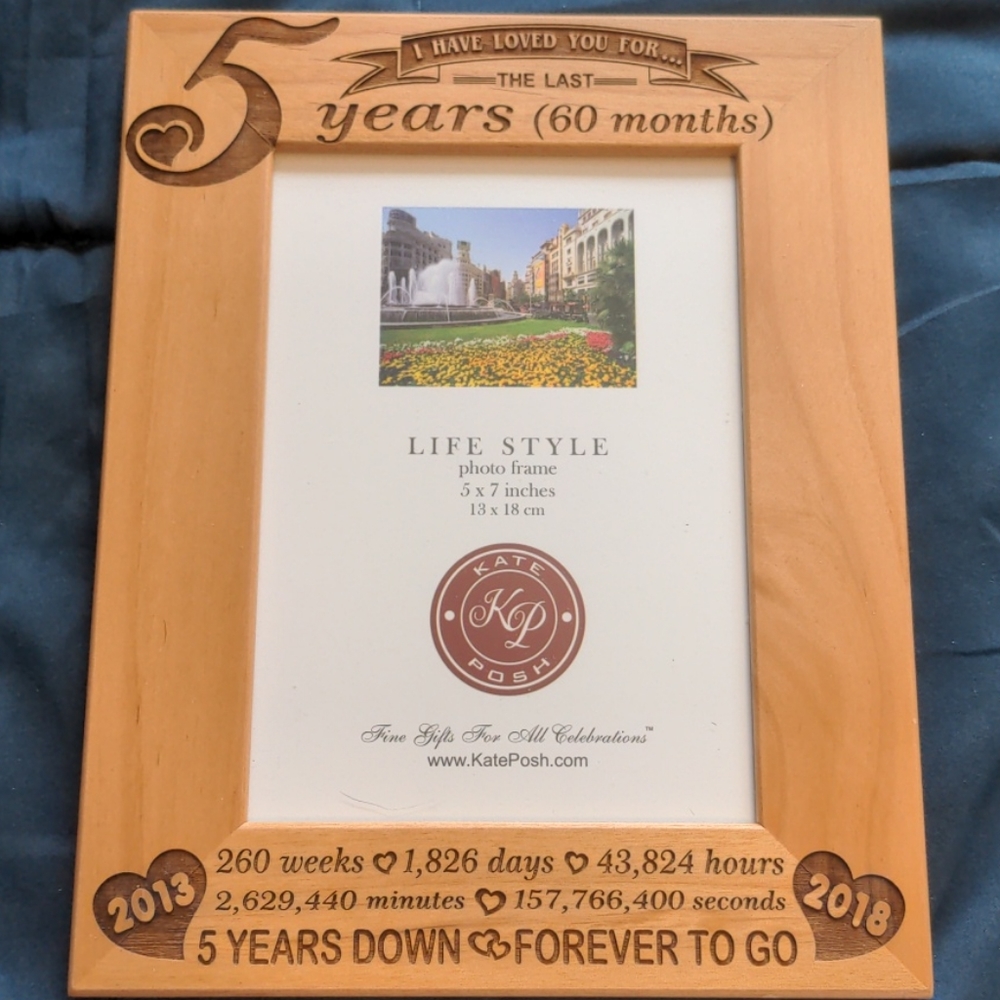 5
I HAVE LOVED YOU FOR...
THE LAST
years (60 months)
LIFE STYLE
photo frame
5 x 7 inches
13 x 18 cm
KATE
KP
POSH
Fine Gifts For All Celebrations™
www.KatePosh.com
260 weeks ♡ 1,826 days ♡ 43,824 hours
2013
2,629,440 minutes ♡ 157,766,400 seconds
2018
5 YEARS DOWN FOREVER TO GO